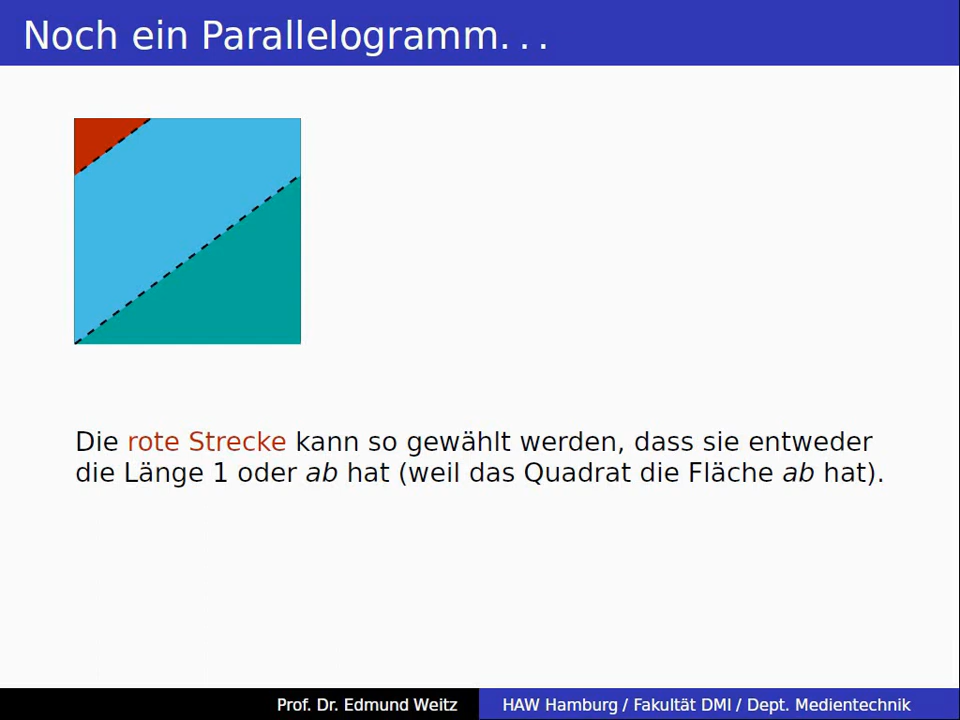 Noch ein Parallelogramm. . .
Die rote Strecke kann so gewählt werden, dass sie entweder
die Länge 1 oder ab hat (weil das Quadrat die Fläche ab hat).
Prof. Dr. Edmund Weitz HAW Hamburg / Fakultät DMI / Dept. Medientechnik